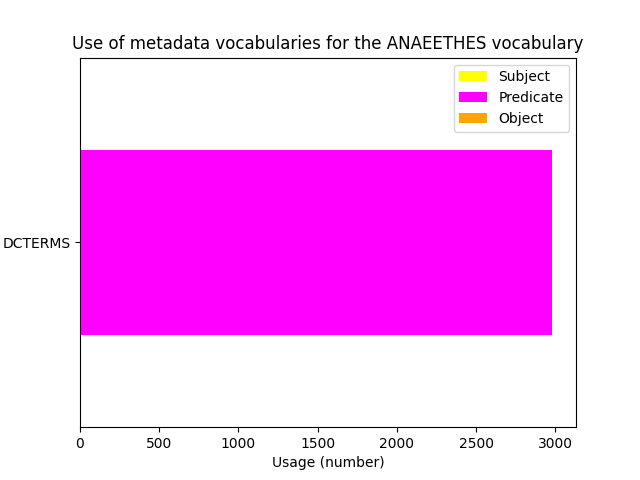 Use of metadata vocabularies for the ANAEETHES vocabulary
Subject
Predicate
Object
DCTERMS
0 500 1000 1500 2000 2500 3000
Usage (number)